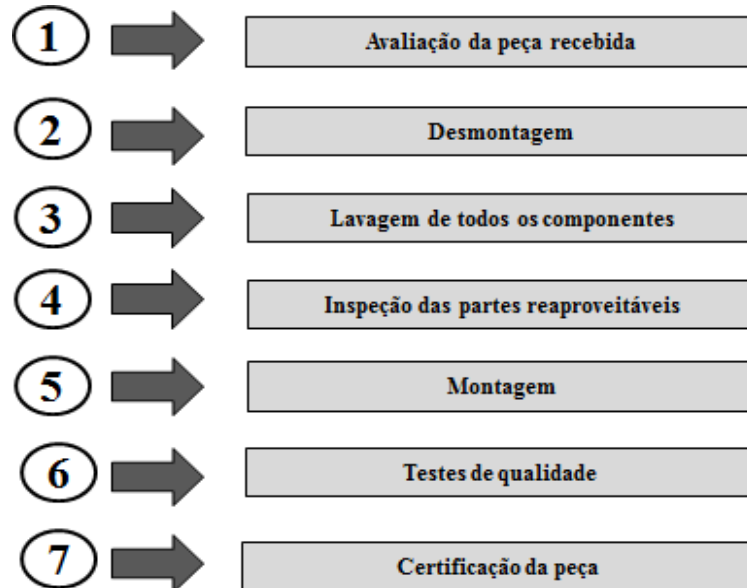 1 Avaliação da peça recebida
2 Desmontagem
3 Lavagem de todos os componentes
4 Inspeção das partes reaproveitáveis
5 Montagem
6 Testes de qualidade
7 Certificação da peça